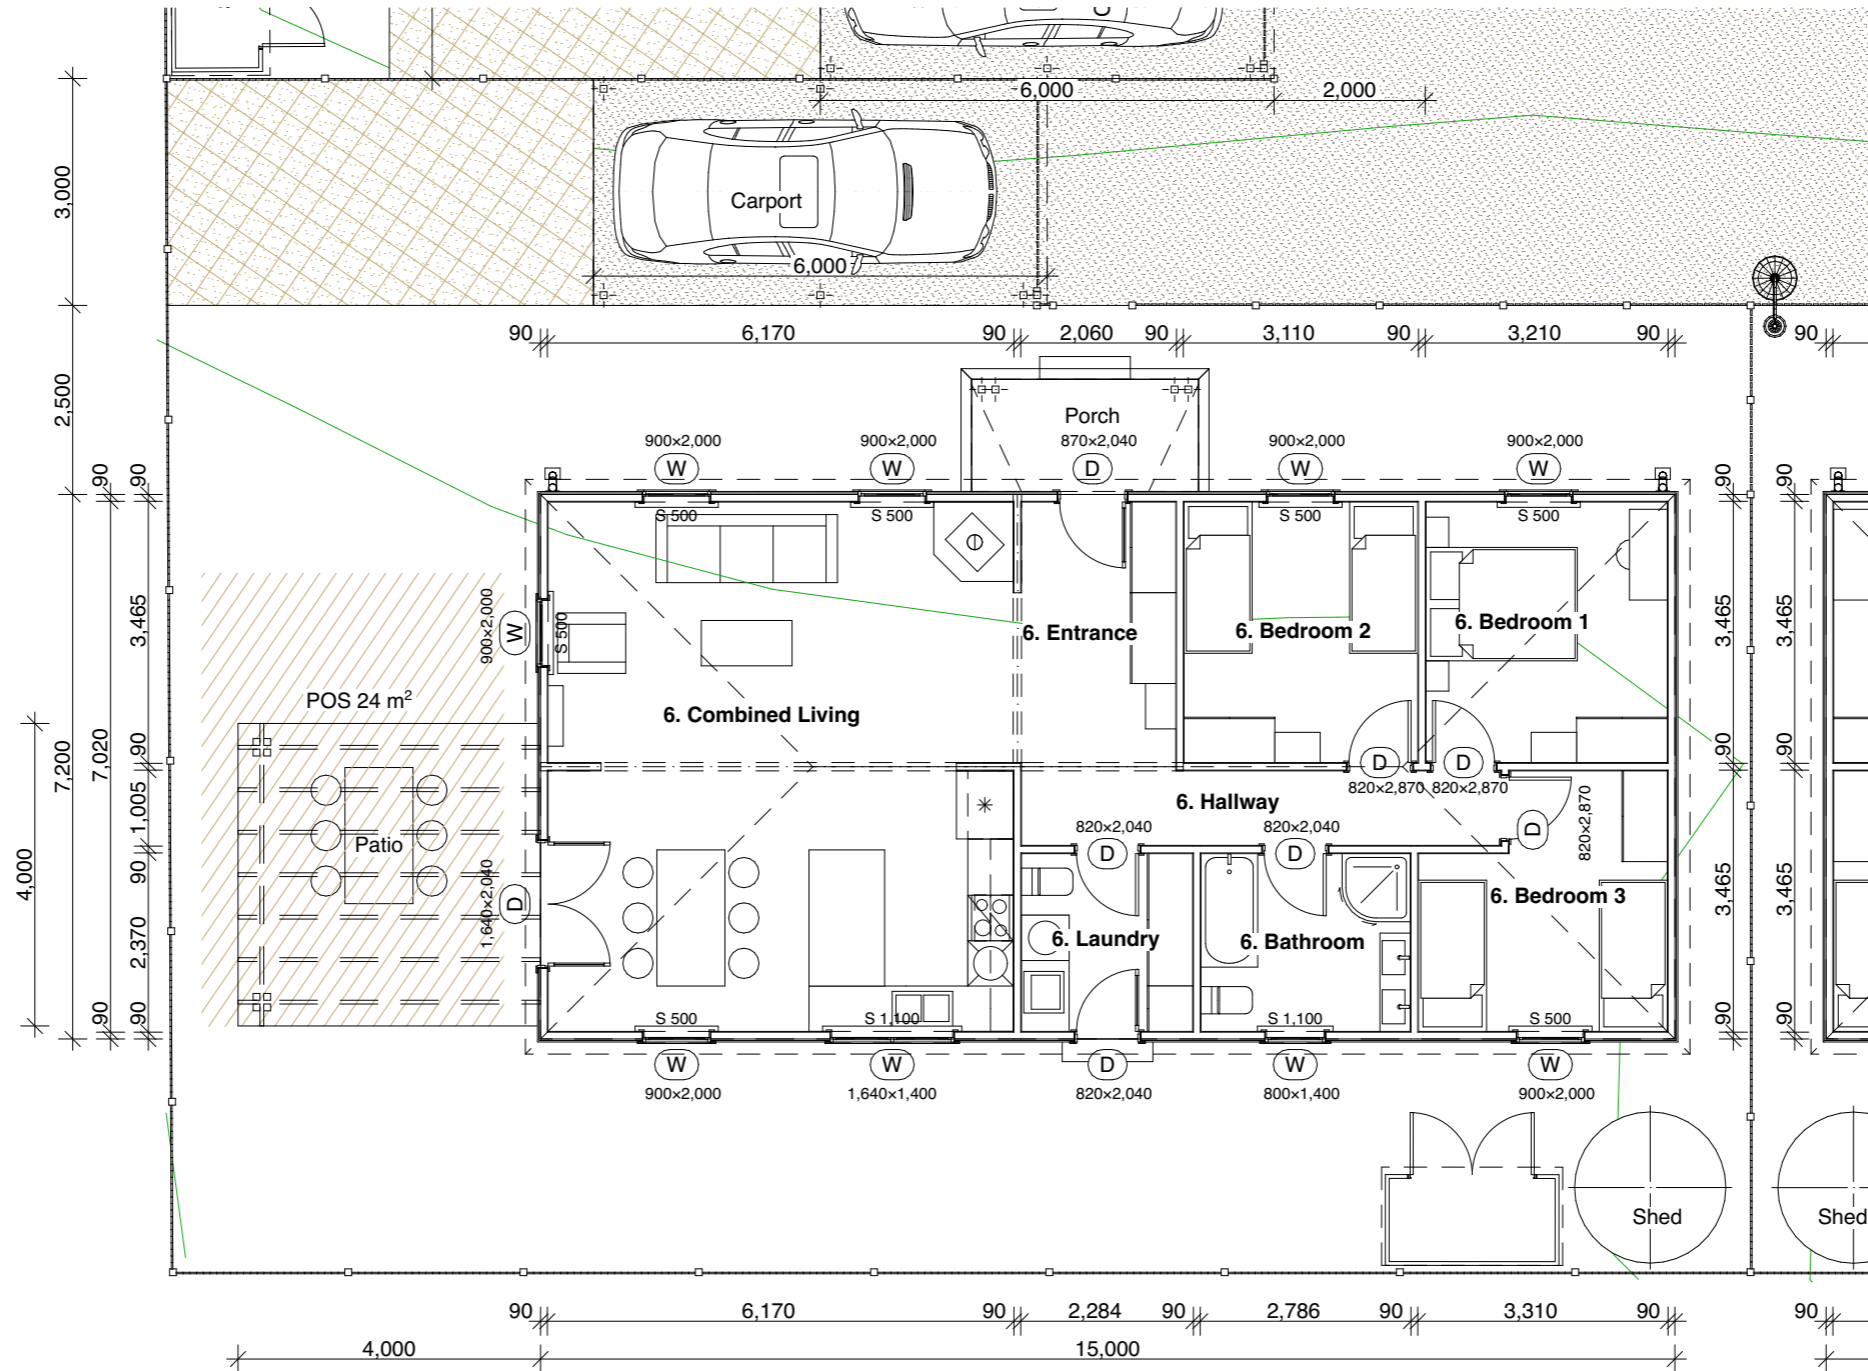 6,000
2,000
Carport
6,000
3,000
90
6,170
90
2,060
90
3,110
90
3,210
90
90
2,500
Porch
900×2,000
900×2,000
870×2,040
900×2,000
900×2,000
W
W
D
W
W
90
90
90
90
S 500
S 500
S 500
S 500
900×2,000
W
S 500
3,465
3,465
3,465
6. Entrance
6. Bedroom 2
6. Bedroom 1
POS 24 m²
6. Combined Living
7,200
7,020
90
90
90
D
D
820×2,870
820×2,870
6. Hallway
1,005
Patio
820×2,040
820×2,040
D
820×2,870
D
D
4,000
90
1,640×2,040
D
3,465
3,465
6. Bedroom 3
2,370
6. Laundry
6. Bathroom
90
90
90
90
S 500
S 1,100
S 1,100
S 500
W
W
D
W
W
900×2,000
1,640×1,400
820×2,040
800×1,400
900×2,000
Shed
Shed
90
6,170
90
2,284
90
2,786
90
3,310
90
90
4,000
15,000